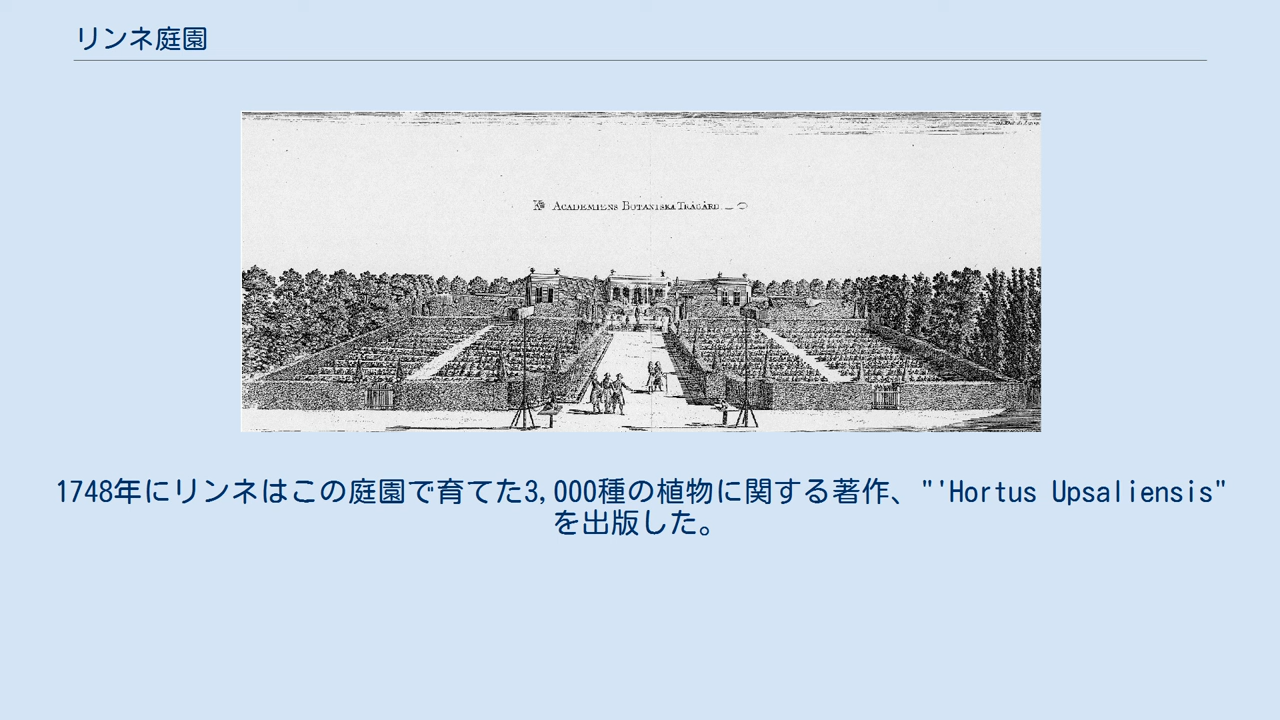 リンネ庭園
ACADEMIENS BOTANISKA TRÄGÅRD
1748年にリンネはこの庭園で育てた3,000種の植物に関する著作、"'Hortus Upsaliensis"
を出版した。